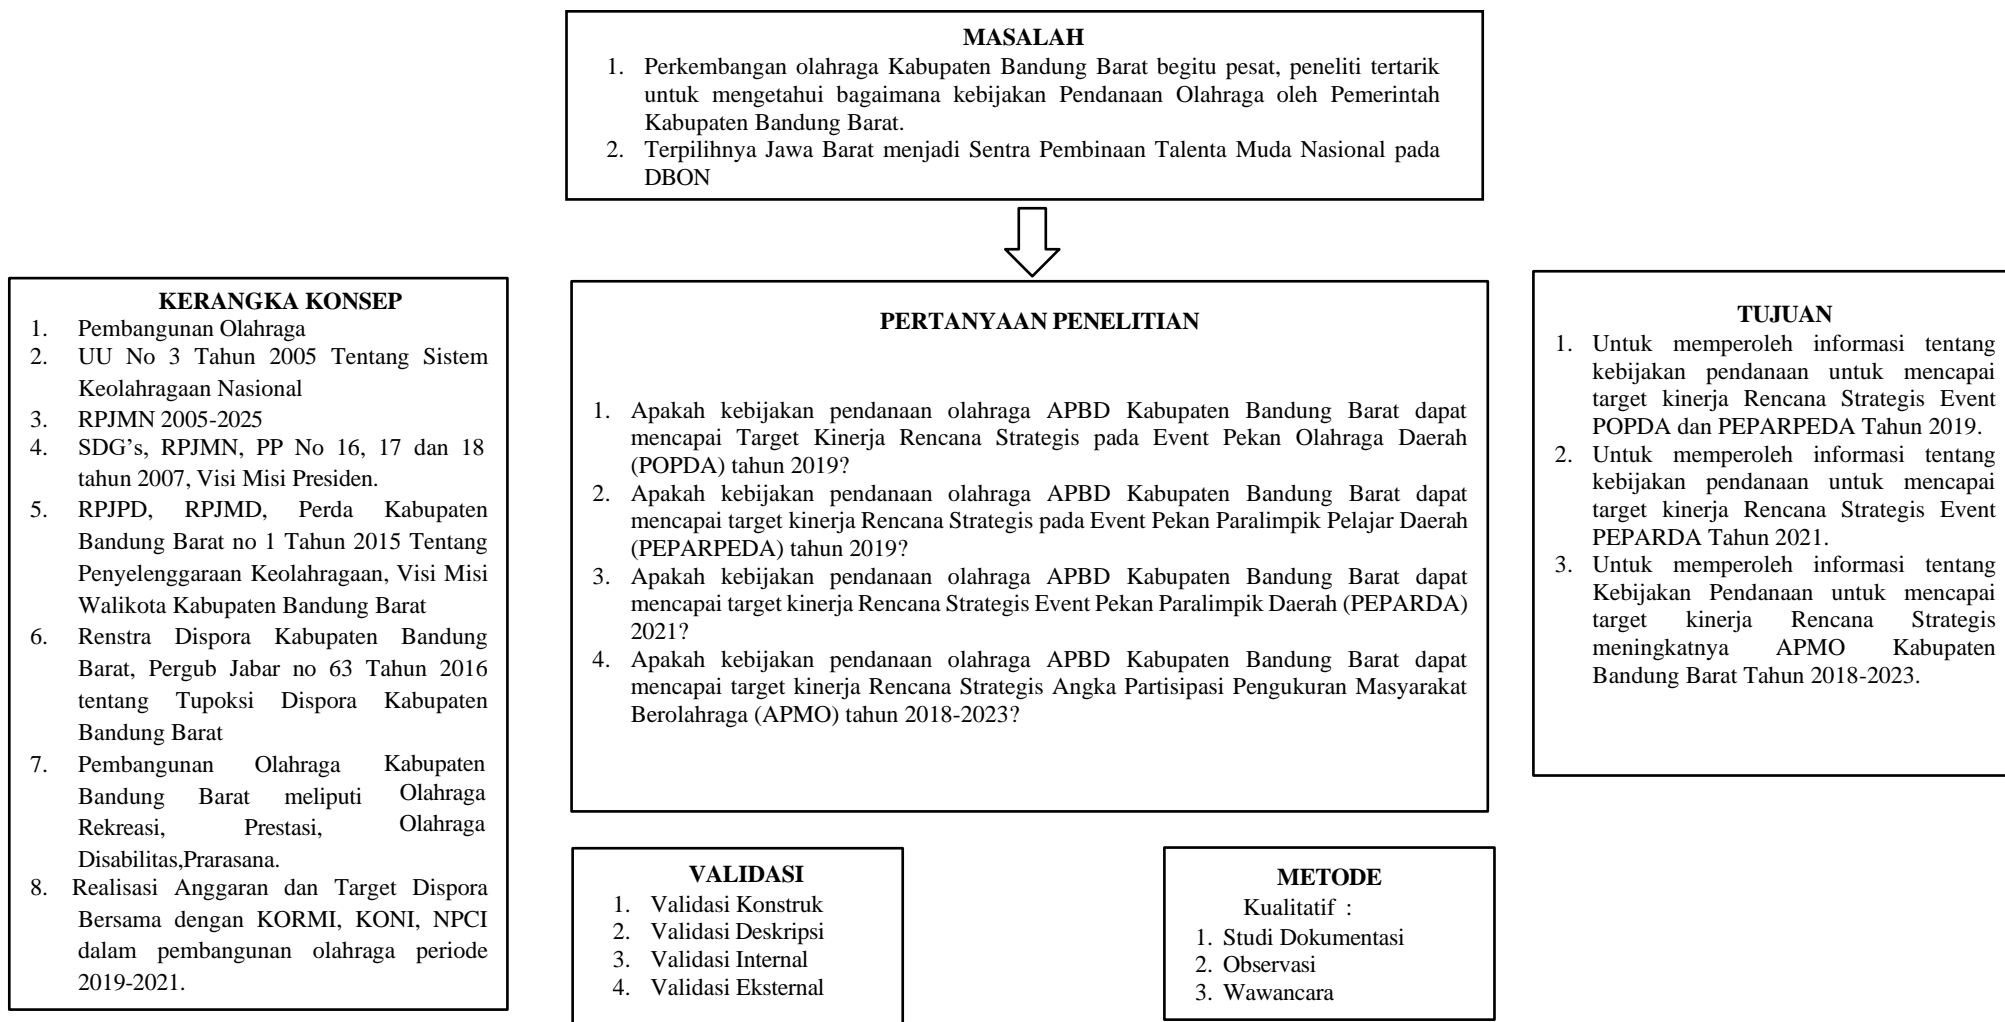 MASALAH
1. Perkembangan olahraga Kabupaten Bandung Barat begitu pesat, peneliti tertarik
untuk mengetahui bagaimana kebijakan Pendanaan Olahraga oleh Pemerintah
Kabupaten Bandung Barat.
2. Terpilihnya Jawa Barat menjadi Sentra Pembinaan Talenta Muda Nasional pada
DBON
KERANGKA KONSEP
1. Pembangunan Olahraga
2. UU No 3 Tahun 2005 Tentang Sistem
Keolahragaan Nasional
3. RPJMN 2005-2025
4. SDG’s, RPJMN, PP No 16, 17 dan 18
tahun 2007, Visi Misi Presiden.
5. RPJPD, RPJMD, Perda Kabupaten
Bandung Barat no 1 Tahun 2015 Tentang
Penyelenggaraan Keolahragaan, Visi Misi
Walikota Kabupaten Bandung Barat
6. Renstra Dispora Kabupaten Bandung
Barat, Pergub Jabar no 63 Tahun 2016
tentang Tupoksi Dispora Kabupaten
Bandung Barat
7. Pembangunan Olahraga Kabupaten
Bandung Barat meliputi Olahraga
Rekreasi, Prestasi, Olahraga
Disabilitas,Prarasana.
8. Realisasi Anggaran dan Target Dispora
Bersama dengan KORMI, KONI, NPCI
dalam pembangunan olahraga periode
2019-2021.
PERTANYAAN PENELITIAN
1. Apakah kebijakan pendanaan olahraga APBD Kabupaten Bandung Barat dapat
mencapai Target Kinerja Rencana Strategis pada Event Pekan Olahraga Daerah
(POPDA) tahun 2019?
2. Apakah kebijakan pendanaan olahraga APBD Kabupaten Bandung Barat dapat
mencapai target kinerja Rencana Strategis pada Event Pekan Paralimpik Pelajar Daerah
(PEPARPEDA) tahun 2019?
3. Apakah kebijakan pendanaan olahraga APBD Kabupaten Bandung Barat dapat
mencapai target kinerja Rencana Strategis Event Pekan Paralimpik Daerah (PEPARDA)
2021?
4. Apakah kebijakan pendanaan olahraga APBD Kabupaten Bandung Barat dapat
mencapai target kinerja Rencana Strategis Angka Partisipasi Pengukuran Masyarakat
Berolahraga (APMO) tahun 2018-2023?
TUJUAN
1. Untuk memperoleh informasi tentang
kebijakan pendanaan untuk mencapai
target kinerja Rencana Strategis Event
POPDA dan PEPARPEDA Tahun 2019.
2. Untuk memperoleh informasi tentang
kebijakan pendanaan untuk mencapai
target kinerja Rencana Strategis Event
PEPARDA Tahun 2021.
3. Untuk memperoleh informasi tentang
Kebijakan Pendanaan untuk mencapai
target kinerja Rencana Strategis
meningkatnya APMO Kabupaten
Bandung Barat Tahun 2018-2023.
VALIDASI
1. Validasi Konstruk
2. Validasi Deskripsi
3. Validasi Internal
4. Validasi Eksternal
METODE
Kualitatif :
1. Studi Dokumentasi
2. Observasi
3. Wawancara